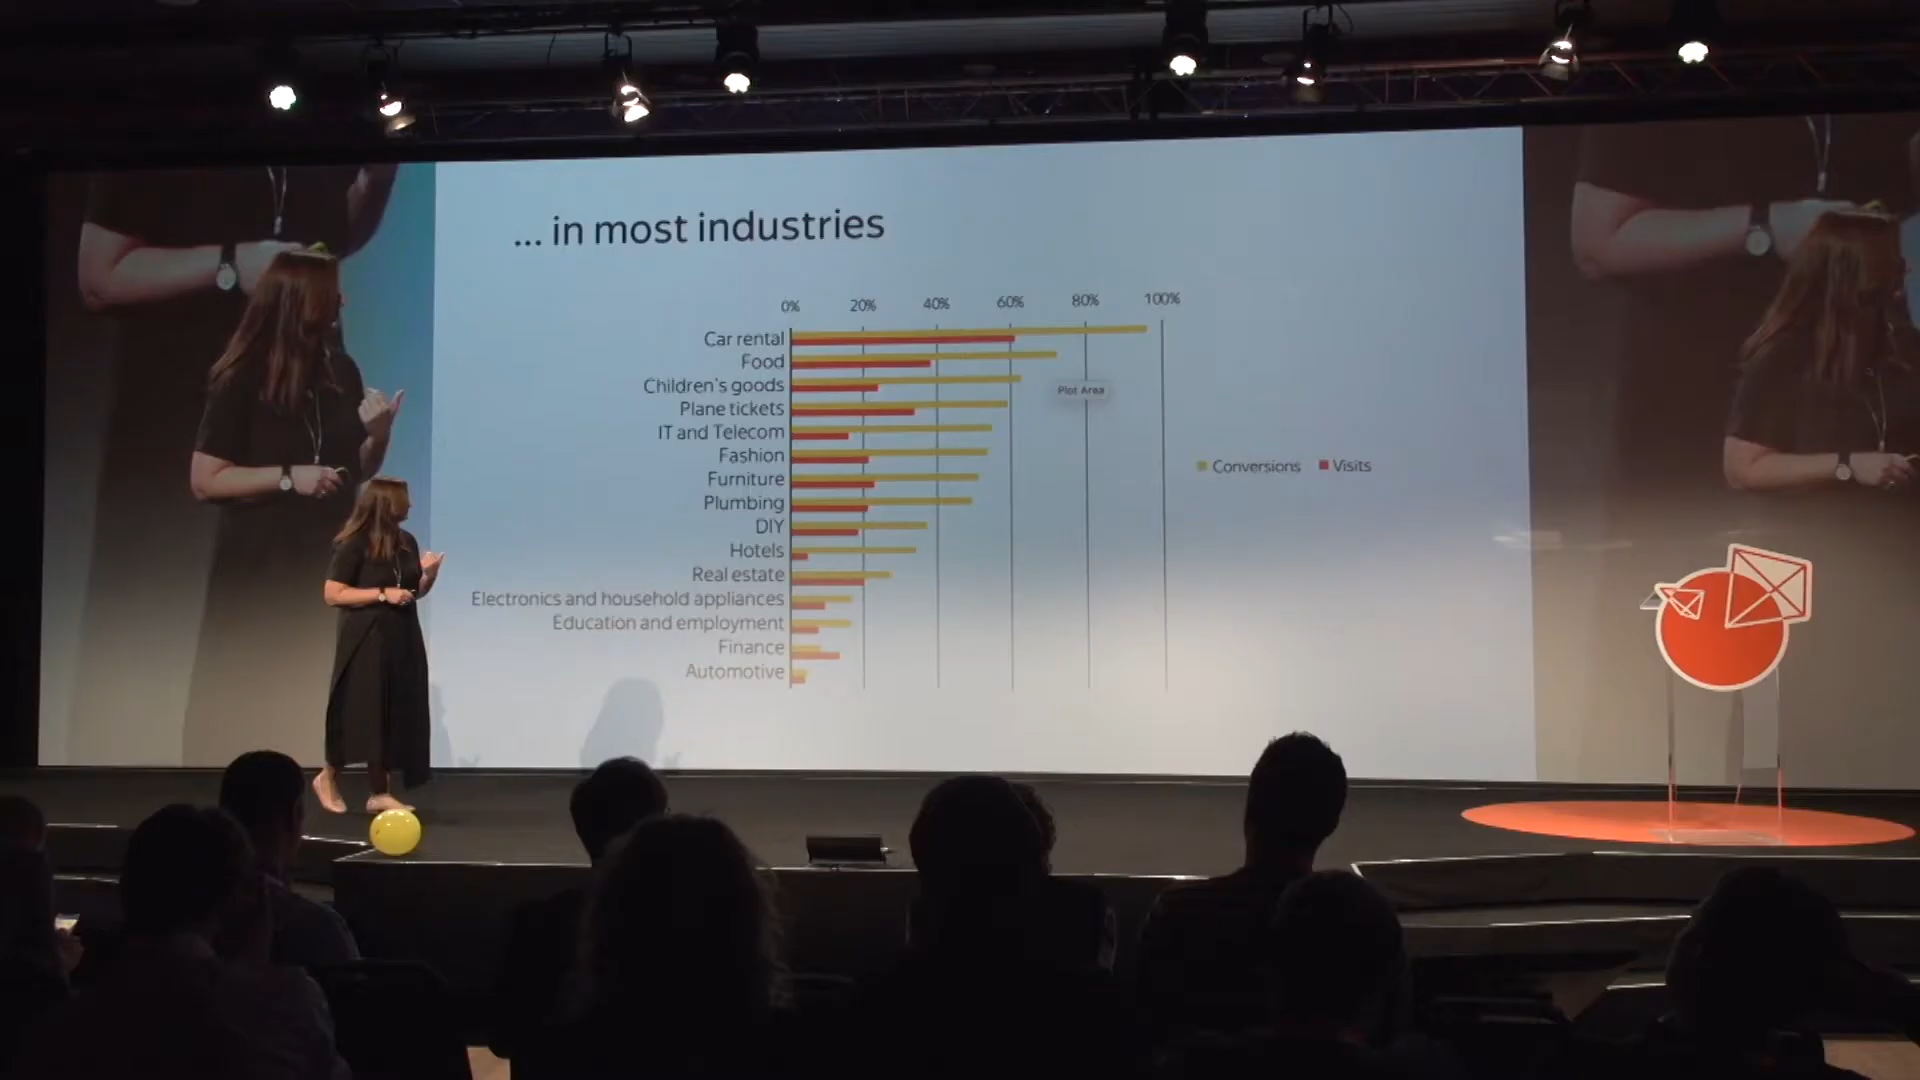 ... in most industries
0% 20% 40% 60% 80% 100%
Car rental
Food
Children's goods
Plot Area
Plane tickets
IT and Telecom
Fashion
Conversions Visits
Furniture
Plumbing
DIY
Hotels
Real estate
Electronics and household appliances
Education and employment
Finance
Automotive